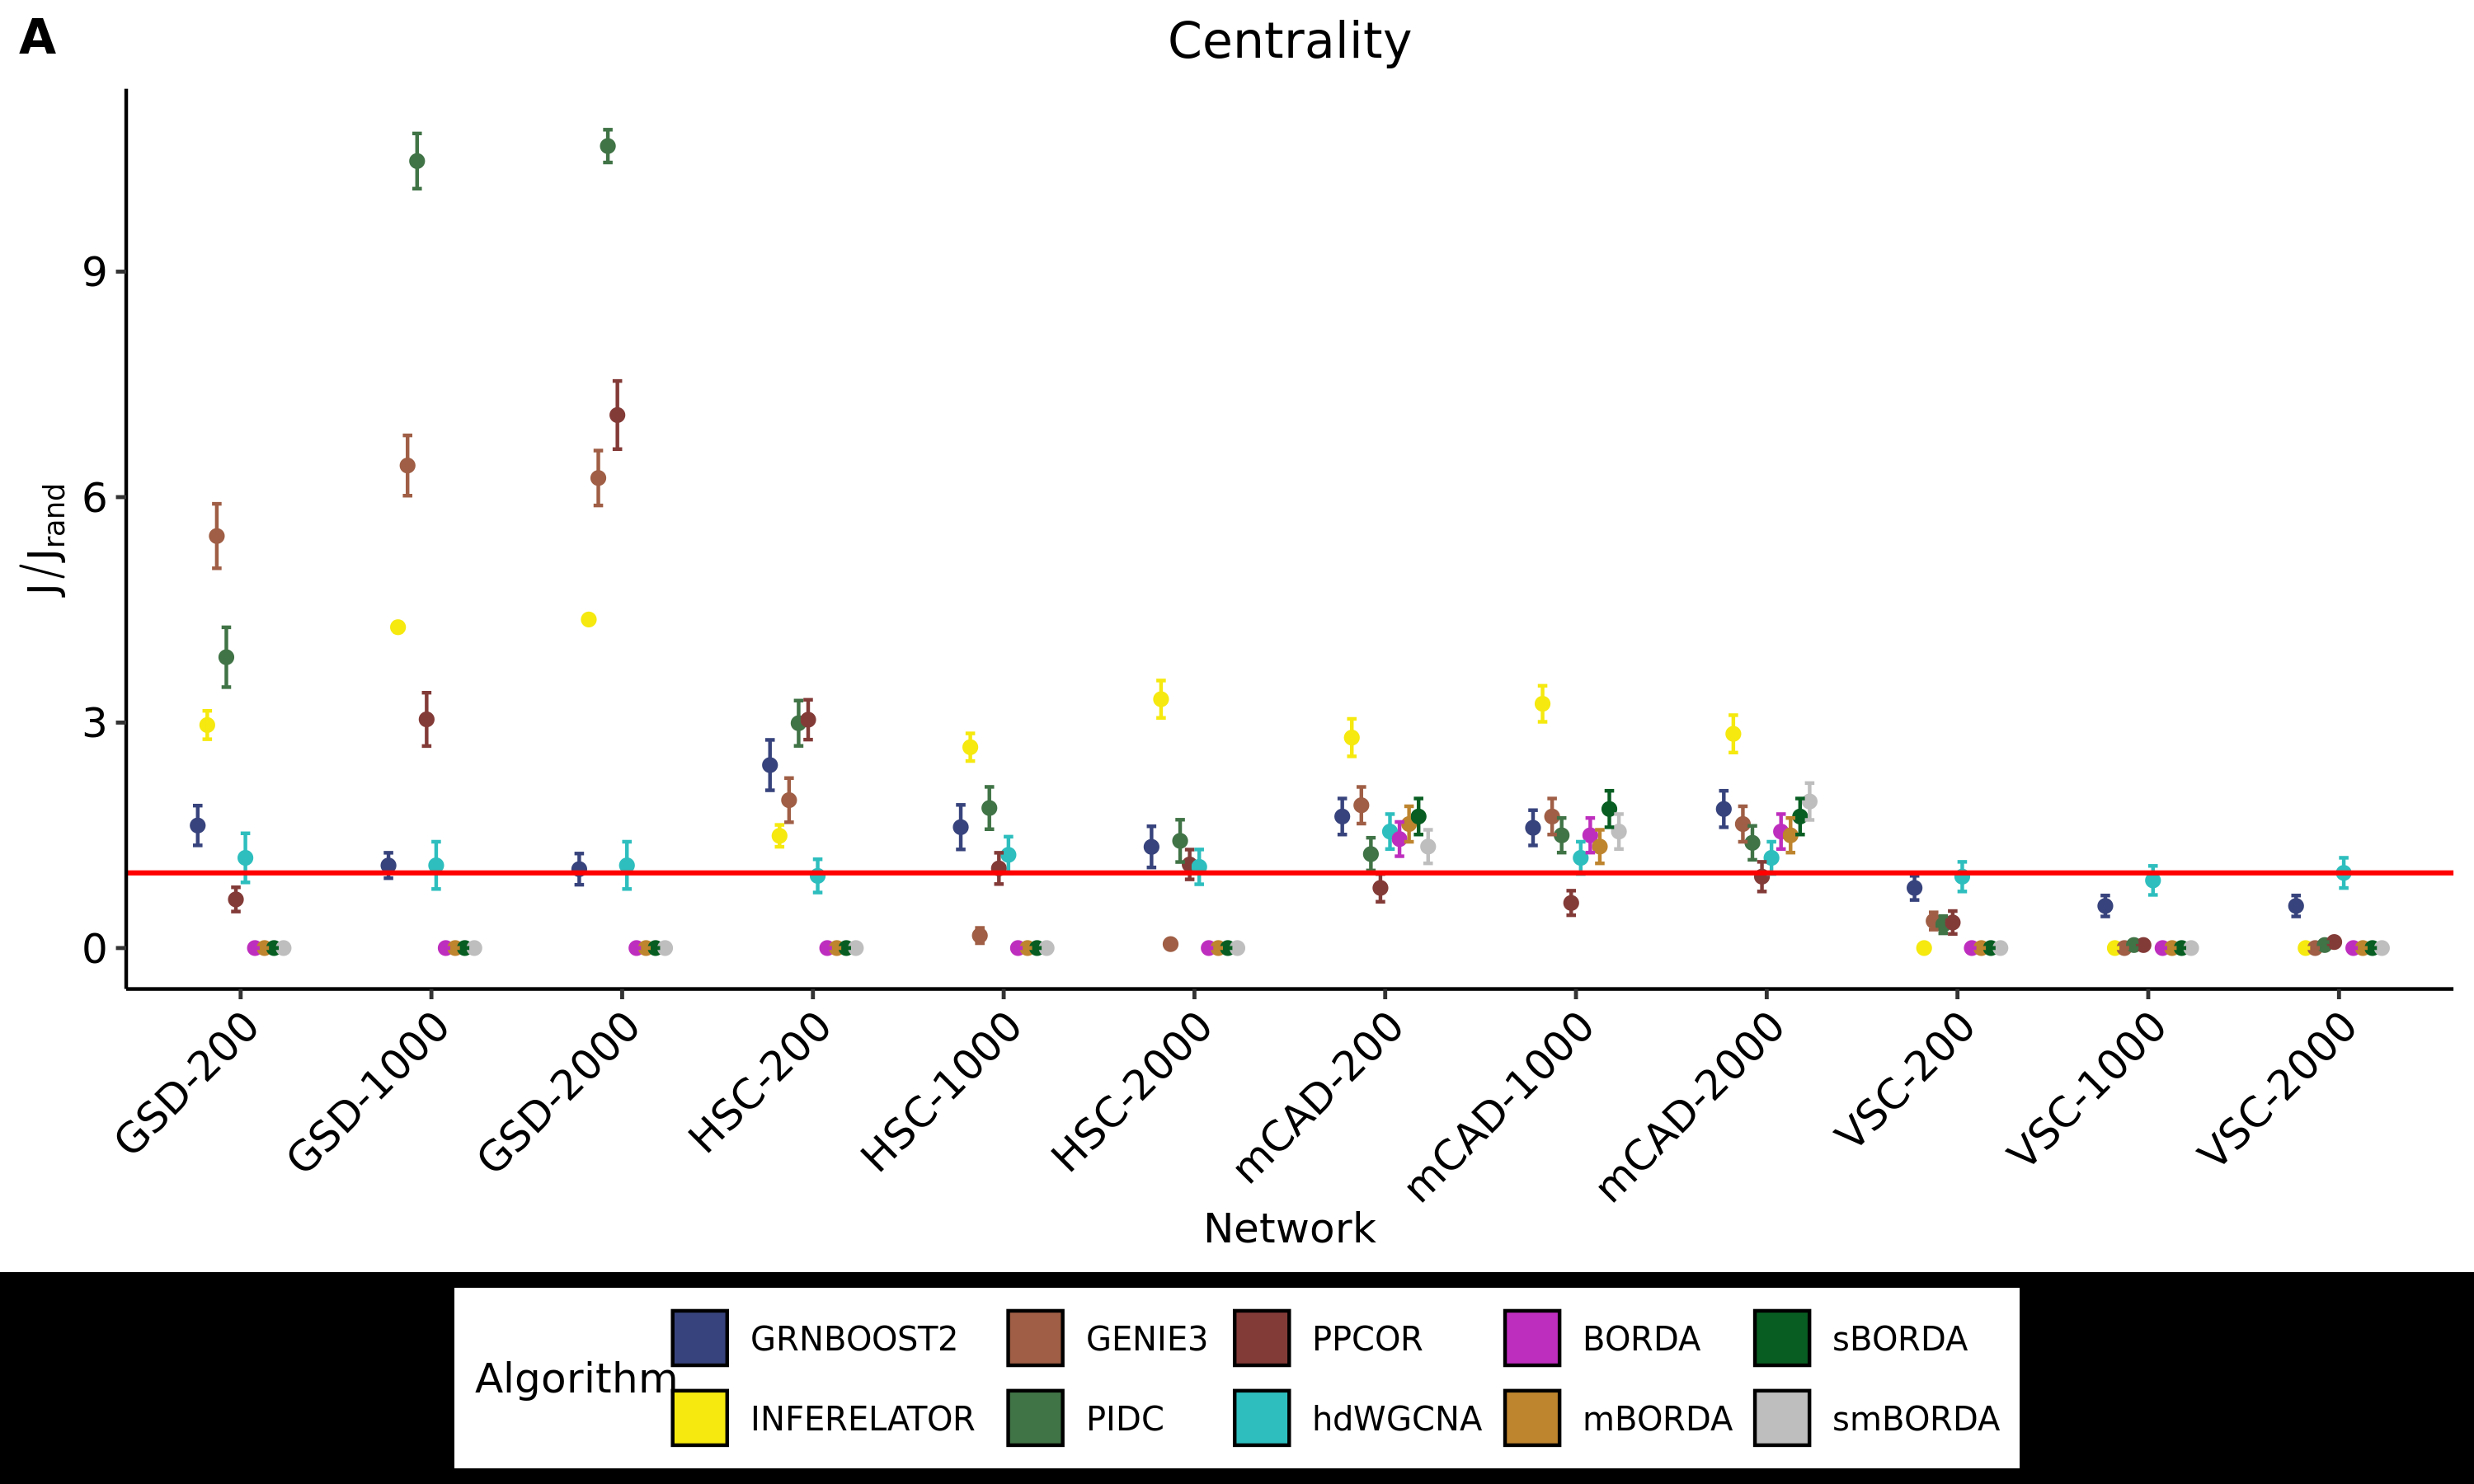 A
Centrality
9
6
3
0
J/Jrand
GSD-200
GSD-1000
GSD-2000
HSC-200
HSC-1000
HSC-2000
mCAD-200
mCAD-1000
mCAD-2000
VSC-200
VSC-1000
VSC-2000
Network
Algorithm
GRNBOOST2 GENIE3 PPCOR BORDA sBORDA
INFERELATOR PIDC hdWGCNA mBORDA smBORDA